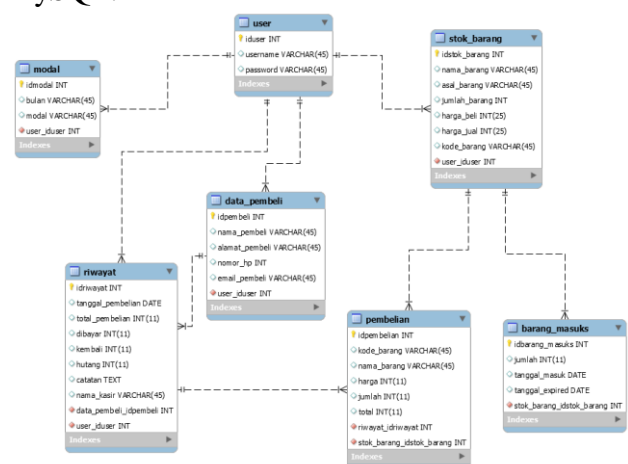 user
iduser INT
username VARCHAR(45)
password VARCHAR(45)
Indexes
stok_barang
idstok_barang INT
nama_barang VARCHAR(45)
asal_barang VARCHAR(45)
jumlah_barang INT
harga_beli INT(25)
harga_jual INT(25)
kode_barang VARCHAR(45)
user_iduser INT
Indexes
modal
idmodal INT
bulan VARCHAR(45)
modal VARCHAR(45)
user_iduser INT
Indexes
data_pembeli
idpembeli INT
nama_pembeli VARCHAR(45)
alamat_pembeli VARCHAR(45)
nomor_hp INT
email_pembeli VARCHAR(45)
user_iduser INT
Indexes
riwayat
idriwayat INT
tanggal_pembelian DATE
total_pembelian INT(11)
dibayar INT(11)
kembali INT(11)
hutang INT(11)
catatan TEXT
nama_kasir VARCHAR(45)
data_pembeli_idpembeli INT
user_iduser INT
Indexes
pembelian
idpembelian INT
kode_barang VARCHAR(45)
nama_barang VARCHAR(45)
harga INT(11)
jumlah INT(11)
total INT(11)
riwayat_idriwayat INT
stok_barang_idstok_barang INT
Indexes
barang_masuks
idbarang_masuks INT
jumlah INT(11)
tanggal_masuk DATE
tanggal_expired DATE
stok_barang_idstok_barang INT
Indexes